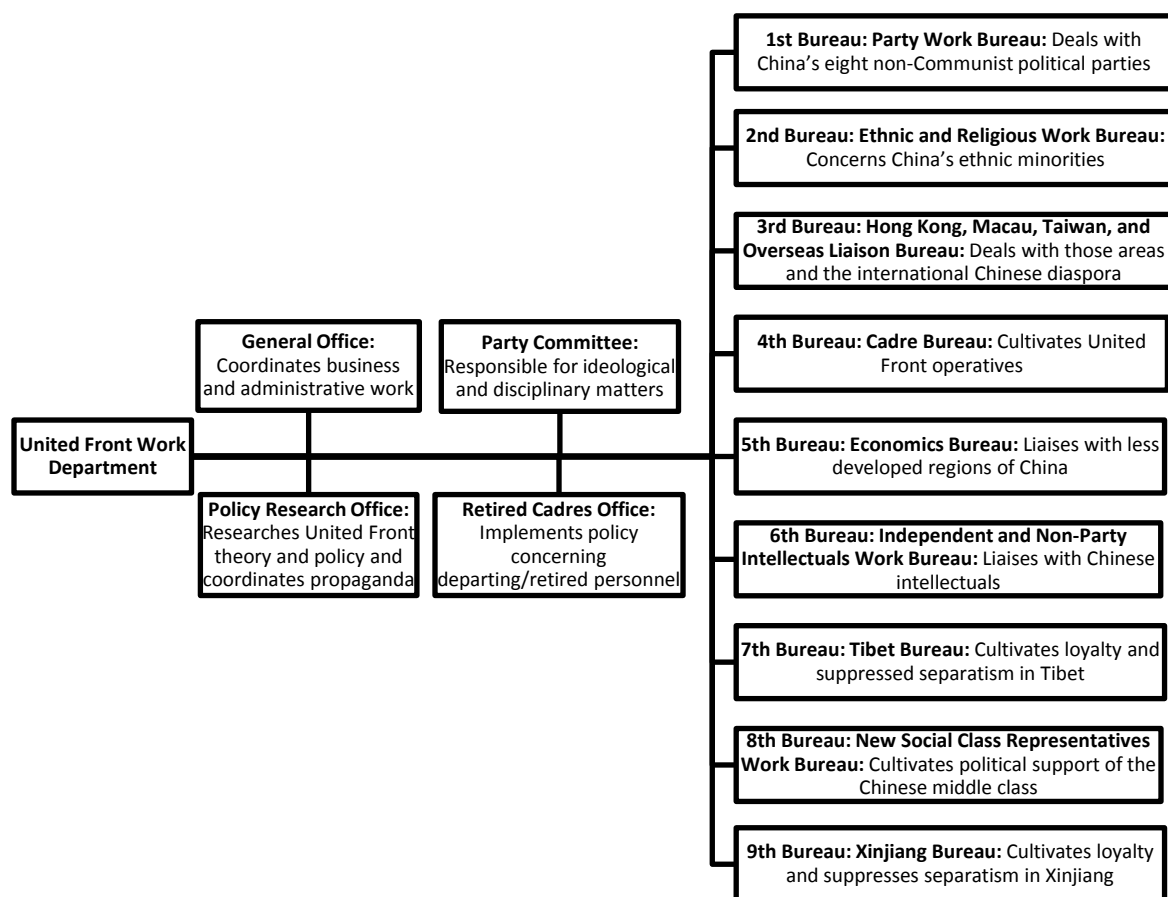 1st Bureau: Party Work Bureau: Deals with
China's eight non-Communist political parties
2nd Bureau: Ethnic and Religious Work Bureau:
Concerns China's ethnic minorities
3rd Bureau: Hong Kong, Macau, Taiwan, and
Overseas Liaison Bureau: Deals with those areas
and the international Chinese diaspora
General Office:
Coordinates business
and administrative work
Party Committee:
Responsible for ideological
and disciplinary matters
4th Bureau: Cadre Bureau: Cultivates United
Front operatives
United Front Work
Department
5th Bureau: Economics Bureau: Liaises with less
developed regions of China
Policy Research Office:
Researches United Front
theory and policy and
coordinates propaganda
Retired Cadres Office:
Implements policy
concerning
departing/retired personnel
6th Bureau: Independent and Non-Party
Intellectuals Work Bureau: Liaises with Chinese
intellectuals
7th Bureau: Tibet Bureau: Cultivates loyalty and
suppressed separatism in Tibet
8th Bureau: New Social Class Representatives
Work Bureau: Cultivates political support of the
Chinese middle class
9th Bureau: Xinjiang Bureau: Cultivates loyalty
and suppresses separatism in Xinjiang